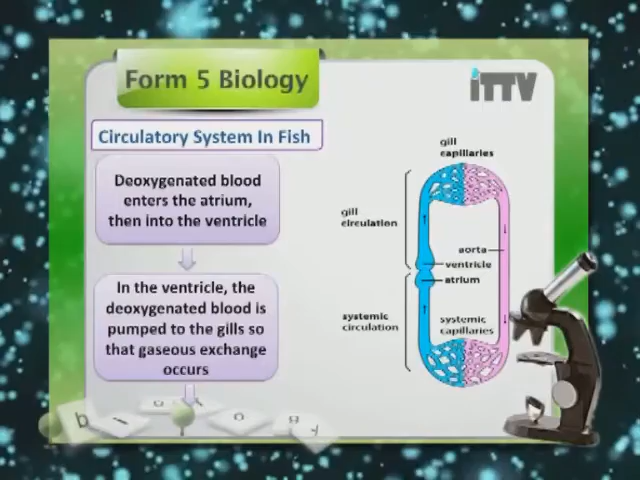 Form 5 Biology
iTTV
Circulatory System In Fish
Deoxygenated blood
enters the atrium,
then into the ventricle
In the ventricle, the
deoxygenated blood is
pumped to the gills so
that gaseous exchange
occurs
gill
capillaries
gill
circulation
aorta
ventricle
atrium
systemic
circulation
systemic
capillaries
b i o o g y